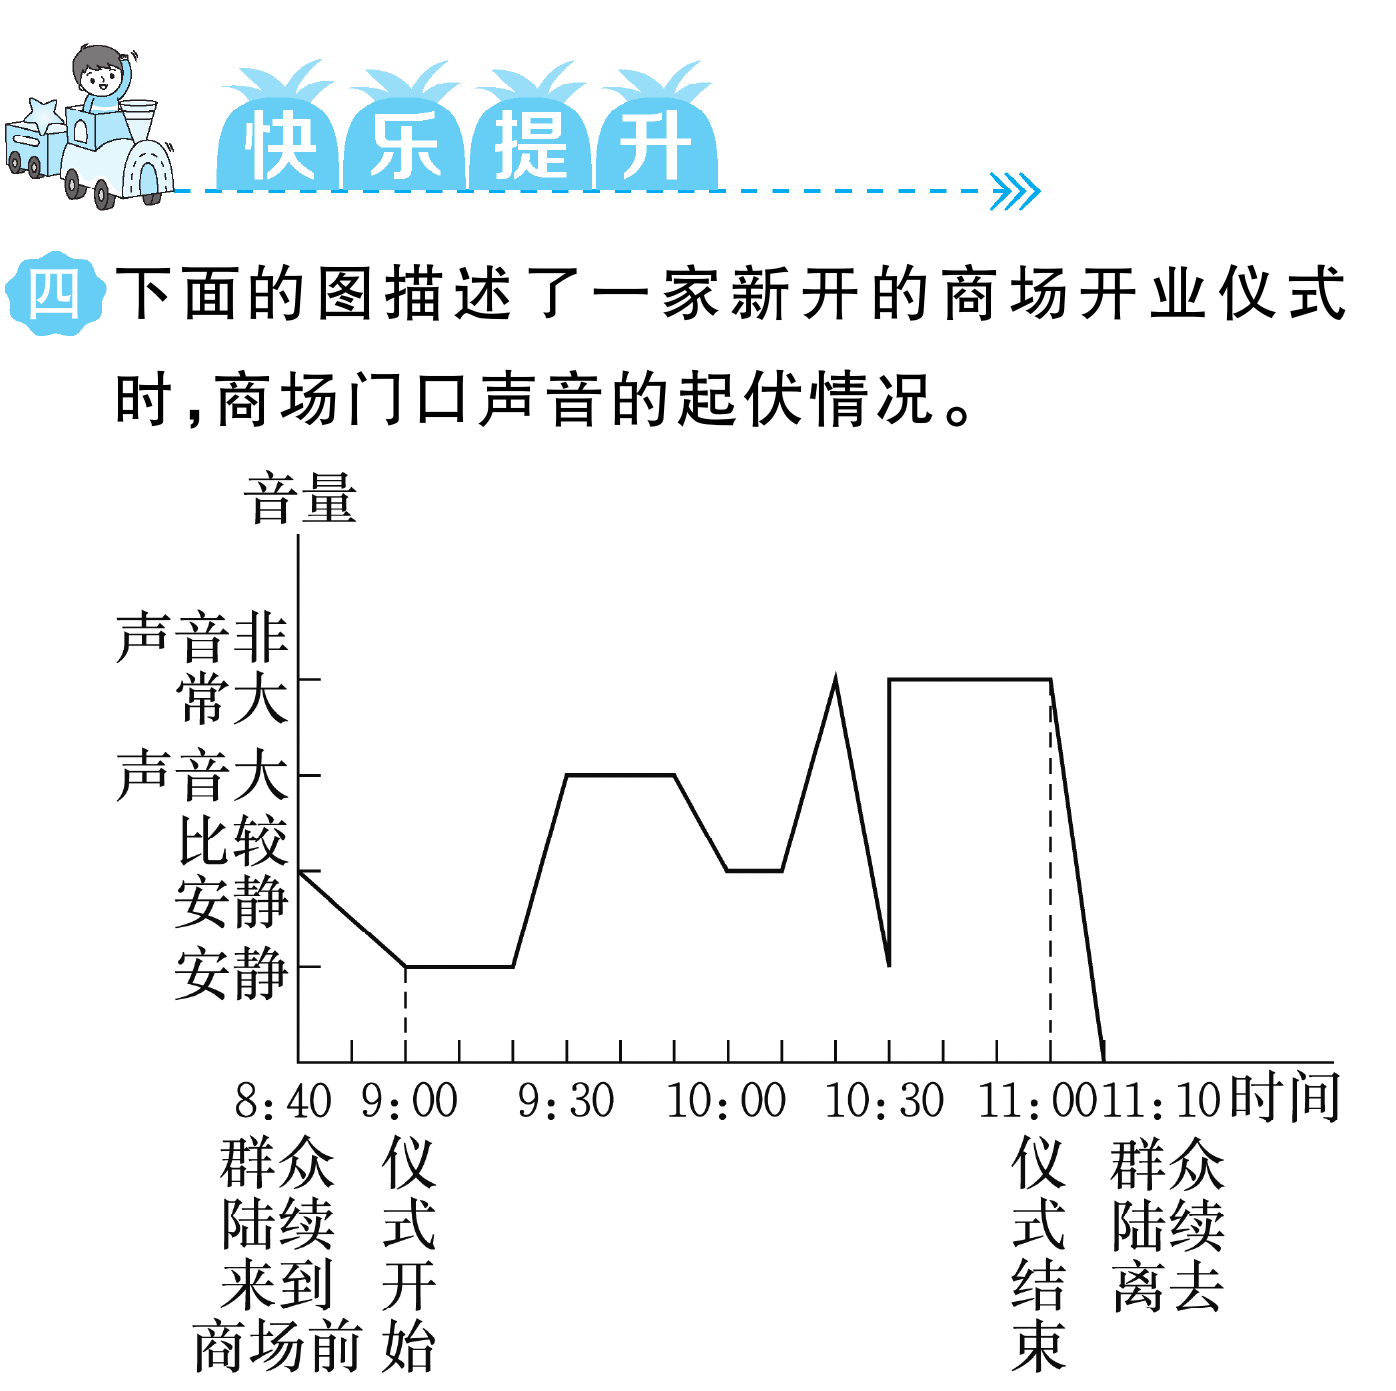 快乐提升
四 下面的图描述了一家新开的商场开业仪式
时,商场门口声音的起伏情况。
音量
声音非
常大
声音大
比较
安静
安静
8:40 9:00 9:30 10:00 10:30 11:00 11:10 时间
群众
陆续
来到
商场前
仪式开始
仪式结束
群众
陆续
离去